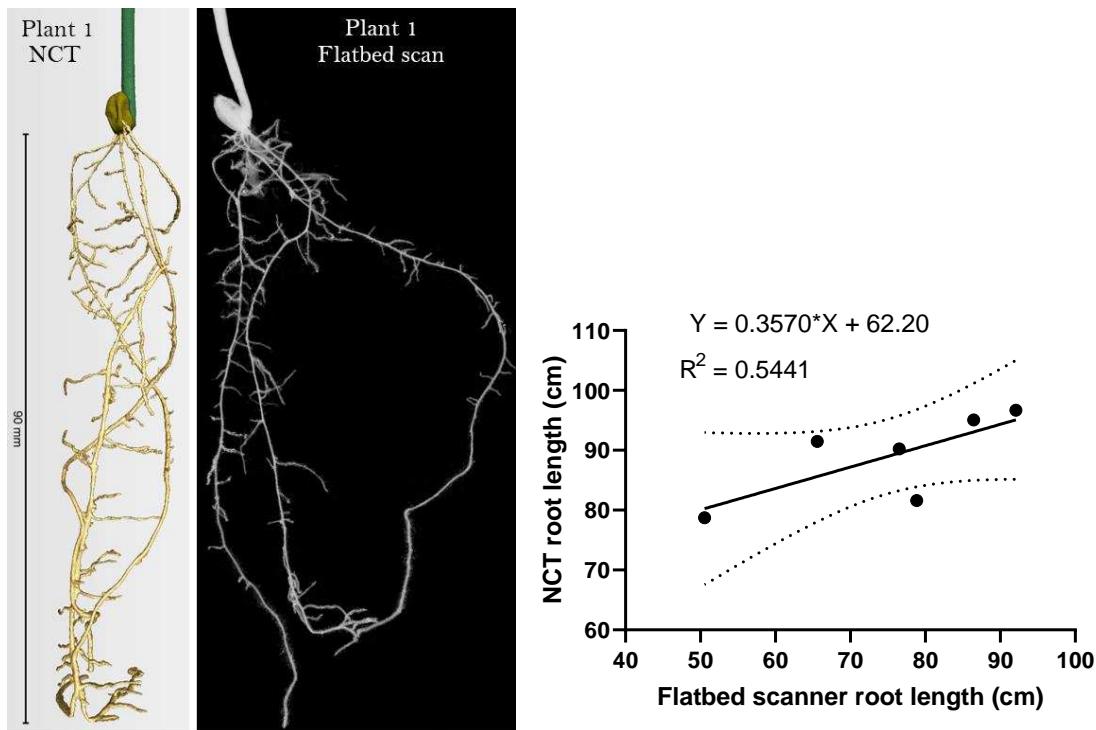 Plant 1
NCT
90 mm
Plant 1
Flatbed scan
Y = 0.3570*X + 62.20
R² = 0.5441
NCT root length (cm)
110
100
90
80
70
60
40 50 60 70 80 90 100
Flatbed scanner root length (cm)